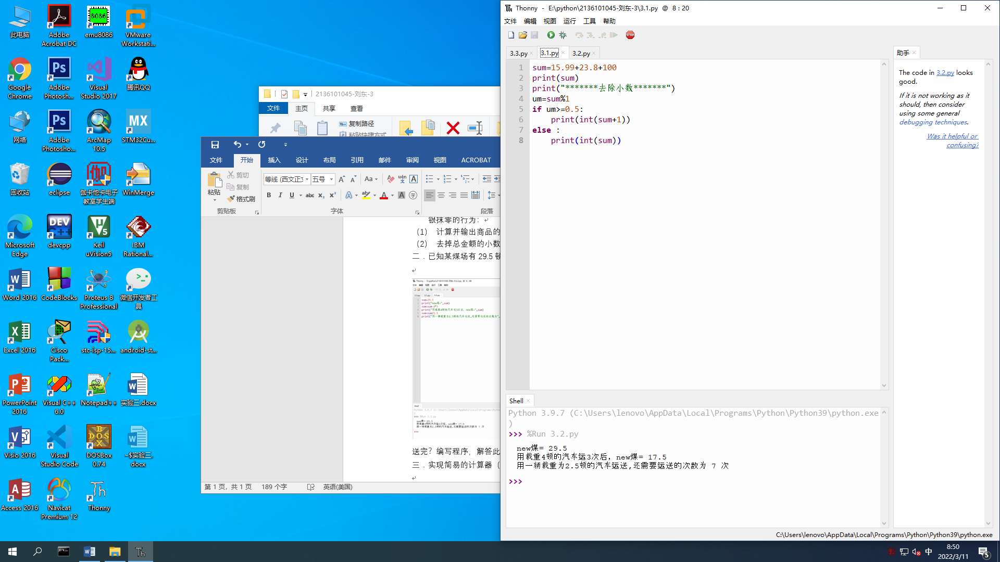 此电脑
Adobe Acrobat DC
emu8086
VMware Workstati...
Google Chrome
Adobe Photosh...
Visual Studio 2017
腾讯QQ
网络
Adobe Photosho...
ArcMap 10.5
STM32Cu...
回收站
eclipse
伽卡他卡电子教室学生端
WinMerge
Microsoft Edge
devcpp
Keil uVision5
IBM Rational...
Word 2016
CodeBlocks
Proteus 8 Professional
微信开发者工具
Excel 2016
Cisco Pack...
stc-isp-15...
android-st...
PowerPoint 2016
Visual C++ 6.0
Notepad++
实验三.docx
Visio 2016
Visual Studio Code
DOSBox 0.74
~$实验三.docx
Access 2016
Navicat Premium 12
Thonny
2136101045-刘东-3
文件 主页 共享 查看
复制路径
粘贴快捷方式
文件 开始 插入 设计 布局 引用 邮件 审阅 视图 ACROBAT
粘贴
剪切
复制
格式刷
等线 (西文正文 五号
剪贴板 字体 段落
银抹零的行为：
（1） 计算并输出商品的
（2） 去掉总金额的小数
二．已知某煤场有 29.5 顿
送完？编写程序，解答此
三．实现简易的计算器（
第 1 页，共 1 页 189 个字 英语(美国)
Thonny - E:\python\2136101045-刘东-3\3.1.py @ 8 : 20
文件 编辑 视图 运行 工具 帮助
3.3.py 3.1.py 3.2.py
1 sum=15.99+23.8+100
2 print(sum)
3 print("*******去除小数*******")
4 um=sum%1
5 if um>=0.5:
6 print(int(sum+1))
7 else :
8 print(int(sum))
Shell
Python 3.9.7 (C:\Users\lenovo\AppData\Local\Programs\Python\Python39\python.exe
)
>>> %Run 3.2.py
new煤= 29.5
用载重4顿的汽车运3次后，new煤= 17.5
用一辆载重为2.5顿的汽车运送,还需要运送的次数为 7 次
>>>
助手
The code in 3.2.py looks
good.
If it is not working as it
should, then consider
using some general
debugging techniques.
Was it helpful or
confusing?
C:\Users\lenovo\AppData\Local\Programs\Python\Python39\python.exe
中
8:50
2022/3/11
5